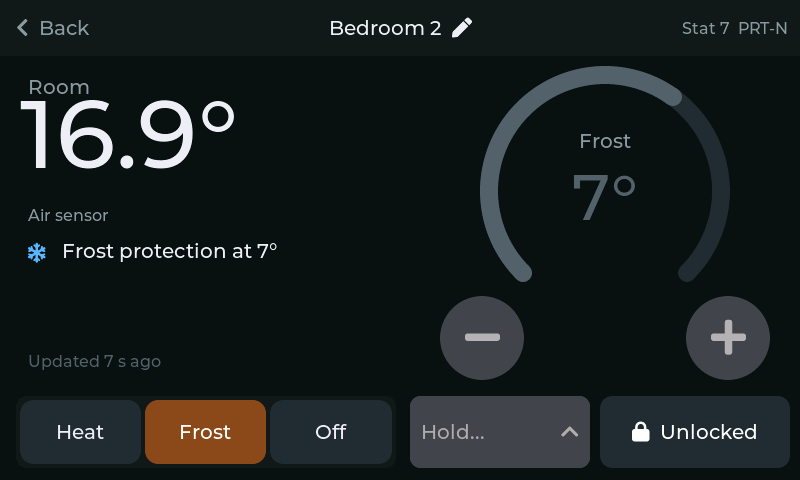 Back
Bedroom 2
Stat 7 PRT-N
Room
16.9°
Air sensor
Frost protection at 7°
Updated 7 s ago
Frost
7°
Heat
Frost
Off
Hold...
Unlocked